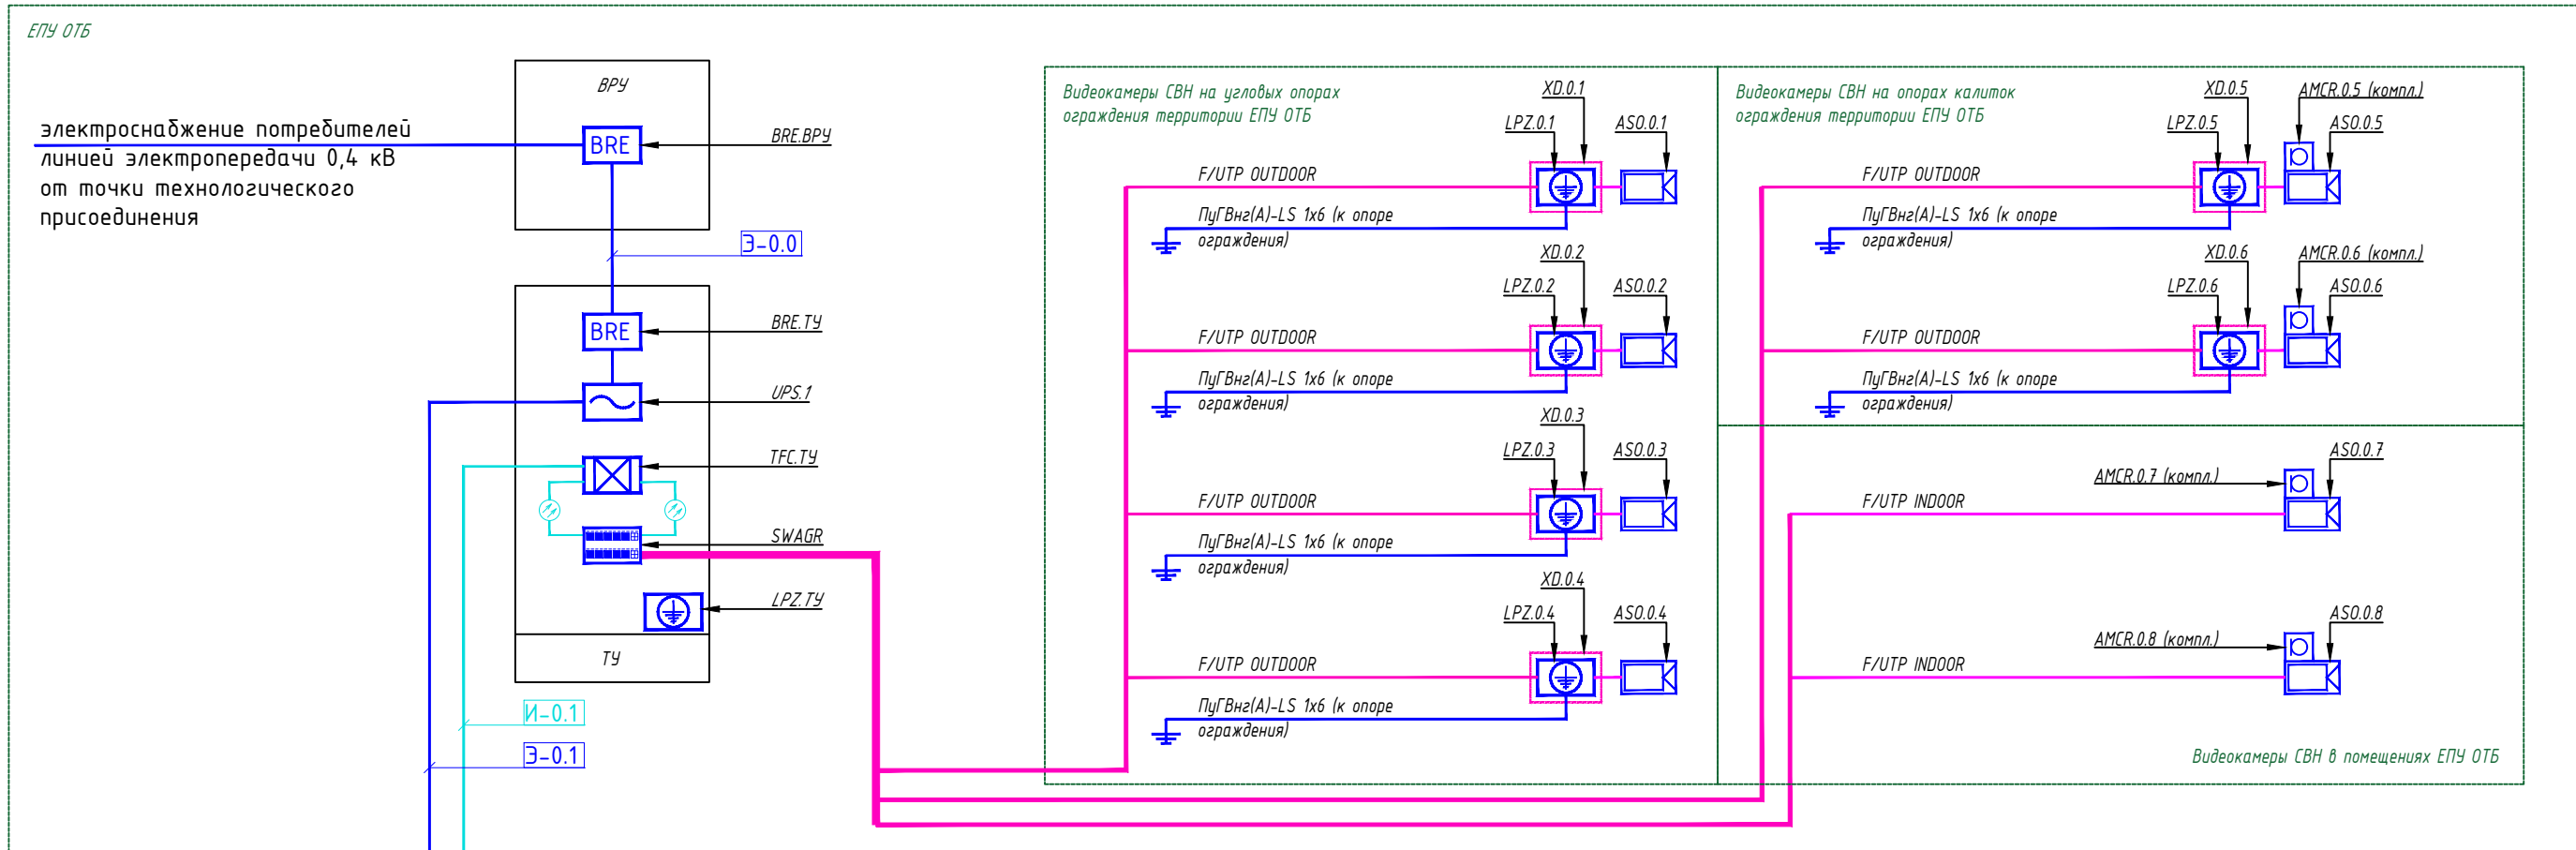 ЕПУ ОТБ
ВРУ
электроснабжение потребителей
линией электропередачи 0,4 кВ
от точки технологического
присоединения
BRE
BRE.ВРУ
Э-0.0
BRE
BRE.ТУ
UPS.1
TFC.ТУ
SWAGR
LPZ.ТУ
ТУ
И-0.1
Э-0.1
Видеокамеры СВН на угловых опорах
ограждения территории ЕПУ ОТБ
XD.0.1
LPZ.0.1
ASO.0.1
F/UTP OUTDOOR
ПуГВнг(А)-LS 1х6 (к опоре
ограждения)
XD.0.2
LPZ.0.2
ASO.0.2
F/UTP OUTDOOR
ПуГВнг(А)-LS 1х6 (к опоре
ограждения)
XD.0.3
LPZ.0.3
ASO.0.3
F/UTP OUTDOOR
ПуГВнг(А)-LS 1х6 (к опоре
ограждения)
XD.0.4
LPZ.0.4
ASO.0.4
F/UTP OUTDOOR
ПуГВнг(А)-LS 1х6 (к опоре
ограждения)
Видеокамеры СВН на опорах калиток
ограждения территории ЕПУ ОТБ
XD.0.5
AMCR.0.5 (компл.)
LPZ.0.5
ASO.0.5
F/UTP OUTDOOR
ПуГВнг(А)-LS 1х6 (к опоре
ограждения)
XD.0.6
AMCR.0.6 (компл.)
LPZ.0.6
ASO.0.6
F/UTP OUTDOOR
ПуГВнг(А)-LS 1х6 (к опоре
ограждения)
ASO.0.7
AMCR.0.7 (компл.)
F/UTP INDOOR
ASO.0.8
AMCR.0.8 (компл.)
F/UTP INDOOR
Видеокамеры СВН в помещениях ЕПУ ОТБ